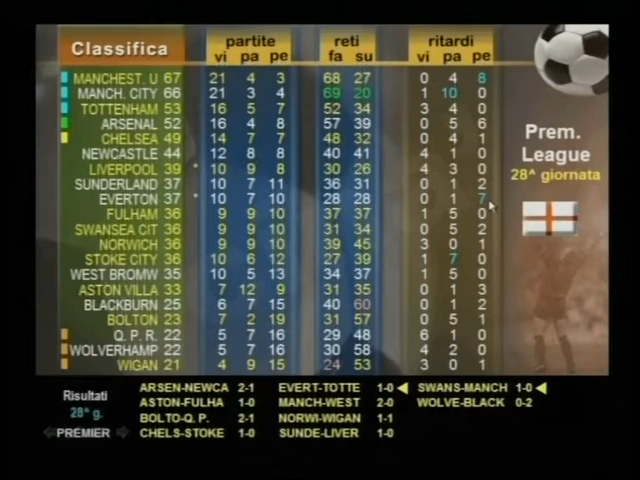 Classifica partite reti ritardi
vi pa pe fa su vi pa pe
MANCHEST. U 67 21 4 3 68 27 0 4 8
MANCH. CITY 66 21 3 4 69 20 1 10 0
TOTTENHAM 53 16 5 7 52 34 3 4 0
ARSENAL 52 16 4 8 57 39 0 5 6
CHELSEA 49 14 7 7 48 32 0 4 1
NEWCASTLE 44 12 8 8 40 41 4 1 0
LIVERPOOL 39 * 10 9 8 30 26 4 3 0
SUNDERLAND 37 10 7 11 36 31 0 1 2
EVERTON 37 * 10 7 10 28 28 0 1 7
FULHAM 36 9 9 10 37 37 1 5 0
SWANSEA CIT 36 9 9 10 31 34 0 5 2
NORWICH 36 9 9 10 39 45 3 0 1
STOKE CITY 36 10 6 12 27 39 1 7 0
WEST BROMW 35 10 5 13 34 37 1 5 0
ASTON VILLA 33 7 12 9 31 35 0 1 3
BLACKBURN 25 6 7 15 40 60 0 1 2
BOLTON 23 7 2 19 31 57 0 5 1
Q. P. R. 22 5 7 16 29 48 6 1 0
WOLVERHAMP 22 5 7 16 30 58 4 2 0
WIGAN 21 4 9 15 24 53 3 0 1
Prem.
League
28^ giornata
Risultati
28^ g.
PREMIER
ARSEN-NEWCA 2-1 EVERT-TOTTE 1-0 SWANS-MANCH 1-0
ASTON-FULHA 1-0 MANCH-WEST 2-0 WOLVE-BLACK 0-2
BOLTO-Q. P. 2-1 NORWI-WIGAN 1-1
CHELS-STOKE 1-0 SUNDE-LIVER 1-0